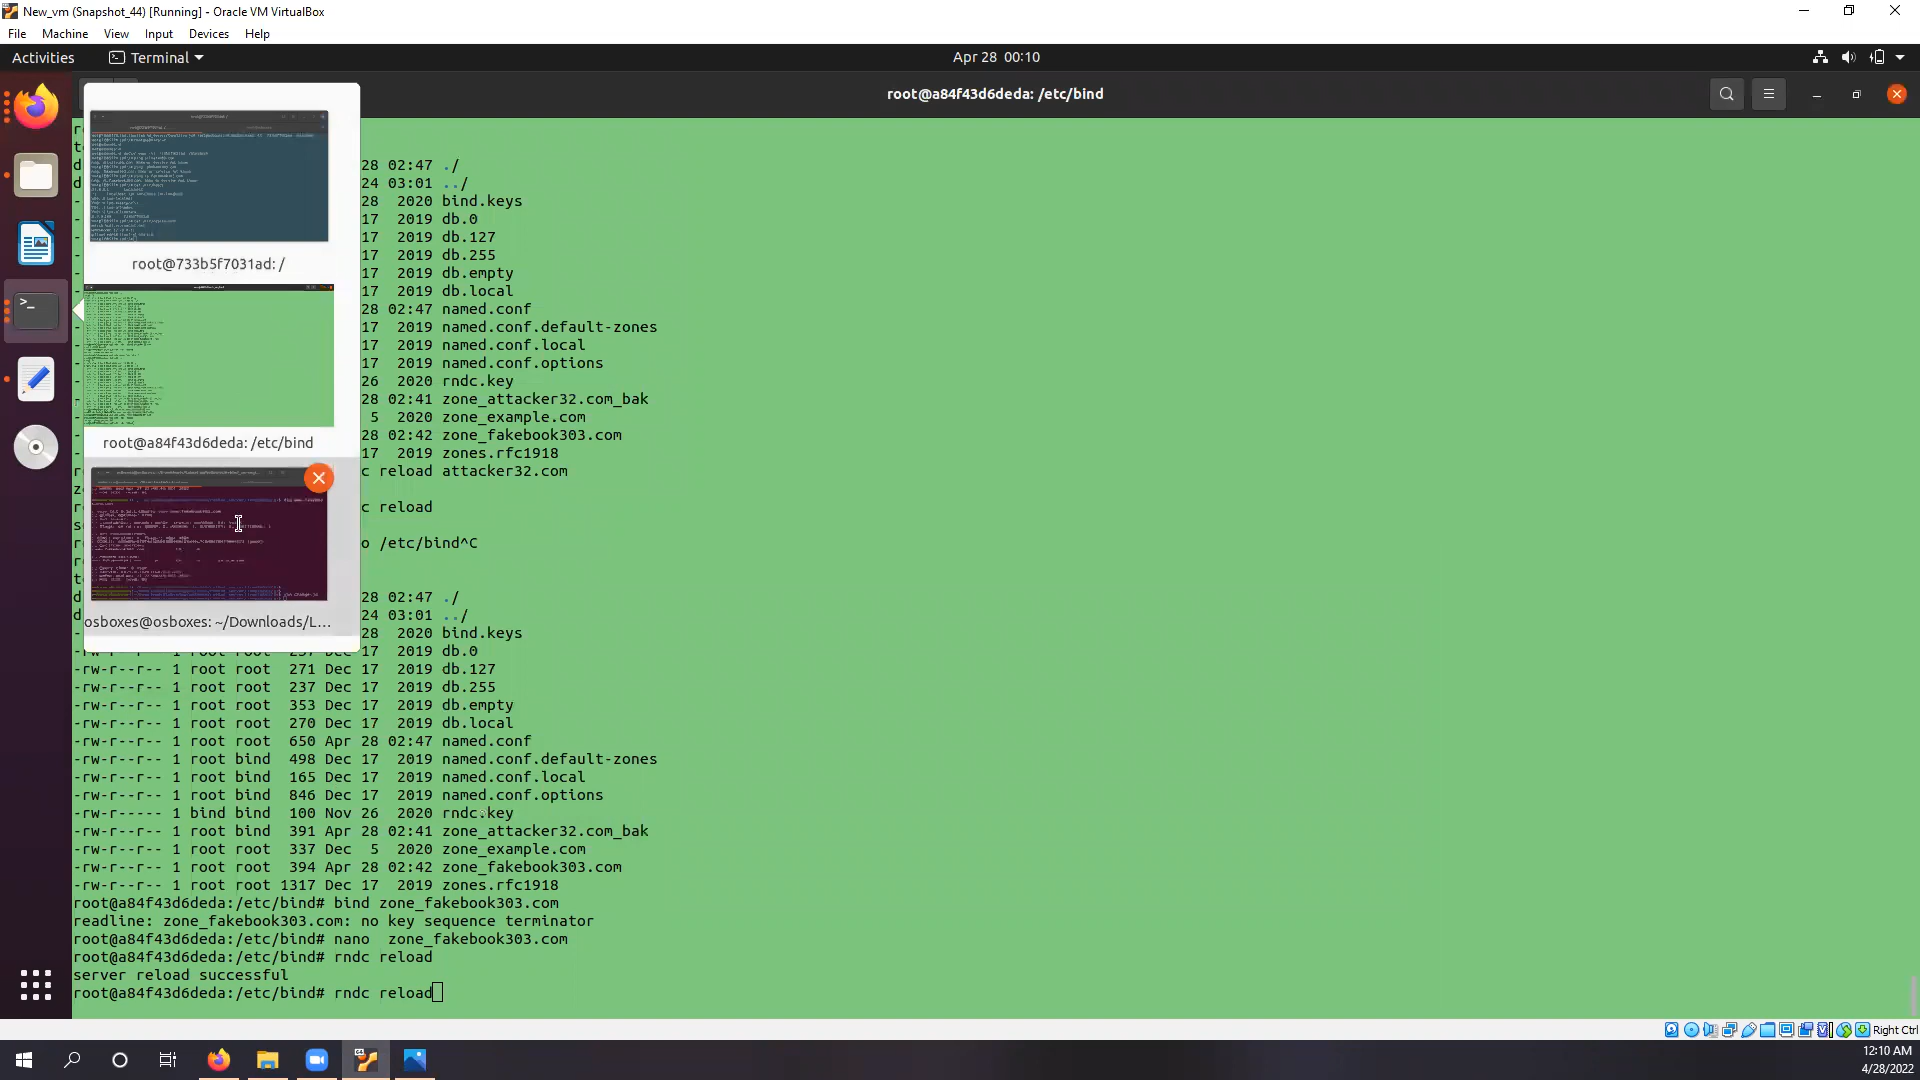 New_vm (Snapshot_44) [Running] - Oracle VM VirtualBox
File Machine View Input Devices Help
Activities Terminal Apr 28 00:10
root@a84f43d6deda: /etc/bind
28 02:47 ./
24 03:01 ../
28 2020 bind.keys
17 2019 db.0
17 2019 db.127
17 2019 db.255
17 2019 db.empty
17 2019 db.local
28 02:47 named.conf
17 2019 named.conf.default-zones
17 2019 named.conf.local
17 2019 named.conf.options
26 2020 rndc.key
28 02:41 zone_attacker32.com_bak
5 2020 zone_example.com
28 02:42 zone_fakebook303.com
17 2019 zones.rfc1918
c reload attacker32.com
c reload
o /etc/bind^C
28 02:47 ./
24 03:01 ../
28 2020 bind.keys
-rw-r--r-- 1 root root 237 Dec 17 2019 db.0
-rw-r--r-- 1 root root 271 Dec 17 2019 db.127
-rw-r--r-- 1 root root 237 Dec 17 2019 db.255
-rw-r--r-- 1 root root 353 Dec 17 2019 db.empty
-rw-r--r-- 1 root root 270 Dec 17 2019 db.local
-rw-r--r-- 1 root root 650 Apr 28 02:47 named.conf
-rw-r--r-- 1 root bind 498 Dec 17 2019 named.conf.default-zones
-rw-r--r-- 1 root bind 165 Dec 17 2019 named.conf.local
-rw-r--r-- 1 root bind 846 Dec 17 2019 named.conf.options
-rw-r----- 1 bind bind 100 Nov 26 2020 rndc.key
-rw-r--r-- 1 root bind 391 Apr 28 02:41 zone_attacker32.com_bak
-rw-r--r-- 1 root bind 337 Dec 5 2020 zone_example.com
-rw-r--r-- 1 root bind 394 Apr 28 02:42 zone_fakebook303.com
-rw-r--r-- 1 root root 1317 Dec 17 2019 zones.rfc1918
root@a84f43d6deda:/etc/bind# bind zone_fakebook303.com
readline: zone_fakebook303.com: no key sequence terminator
root@a84f43d6deda:/etc/bind# nano zone_fakebook303.com
root@a84f43d6deda:/etc/bind# rndc reload
server reload successful
root@a84f43d6deda:/etc/bind# rndc reload
root@733b5f7031ad: /
root@a84f43d6deda: /etc/bind
osboxes@osboxes: ~/Downloads/L...
Right Ctrl
12:10 AM
4/28/2022